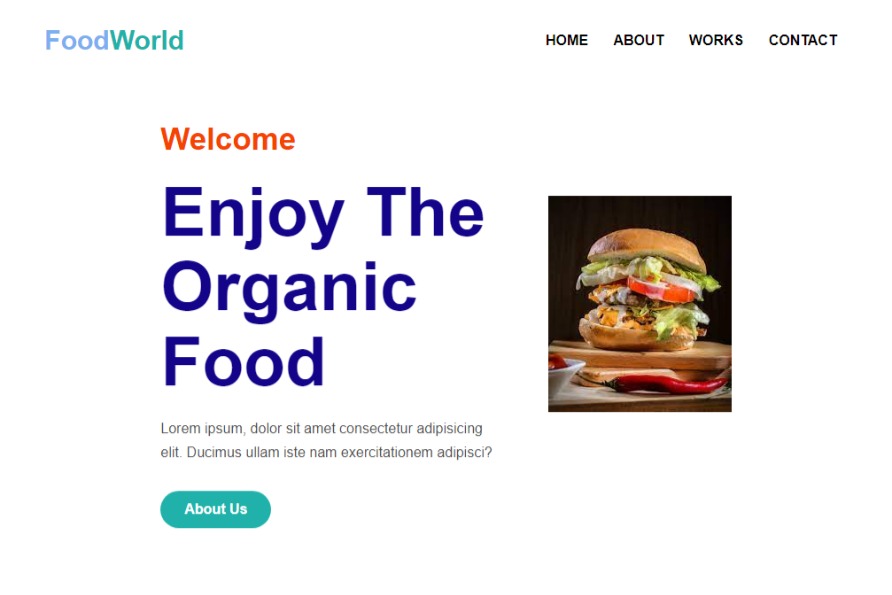 FoodWorld
HOME ABOUT WORKS CONTACT
Welcome
Enjoy The
Organic
Food
Lorem ipsum, dolor sit amet consectetur adipisicing
elit. Ducimus ullam iste nam exercitationem adipisci?
About Us